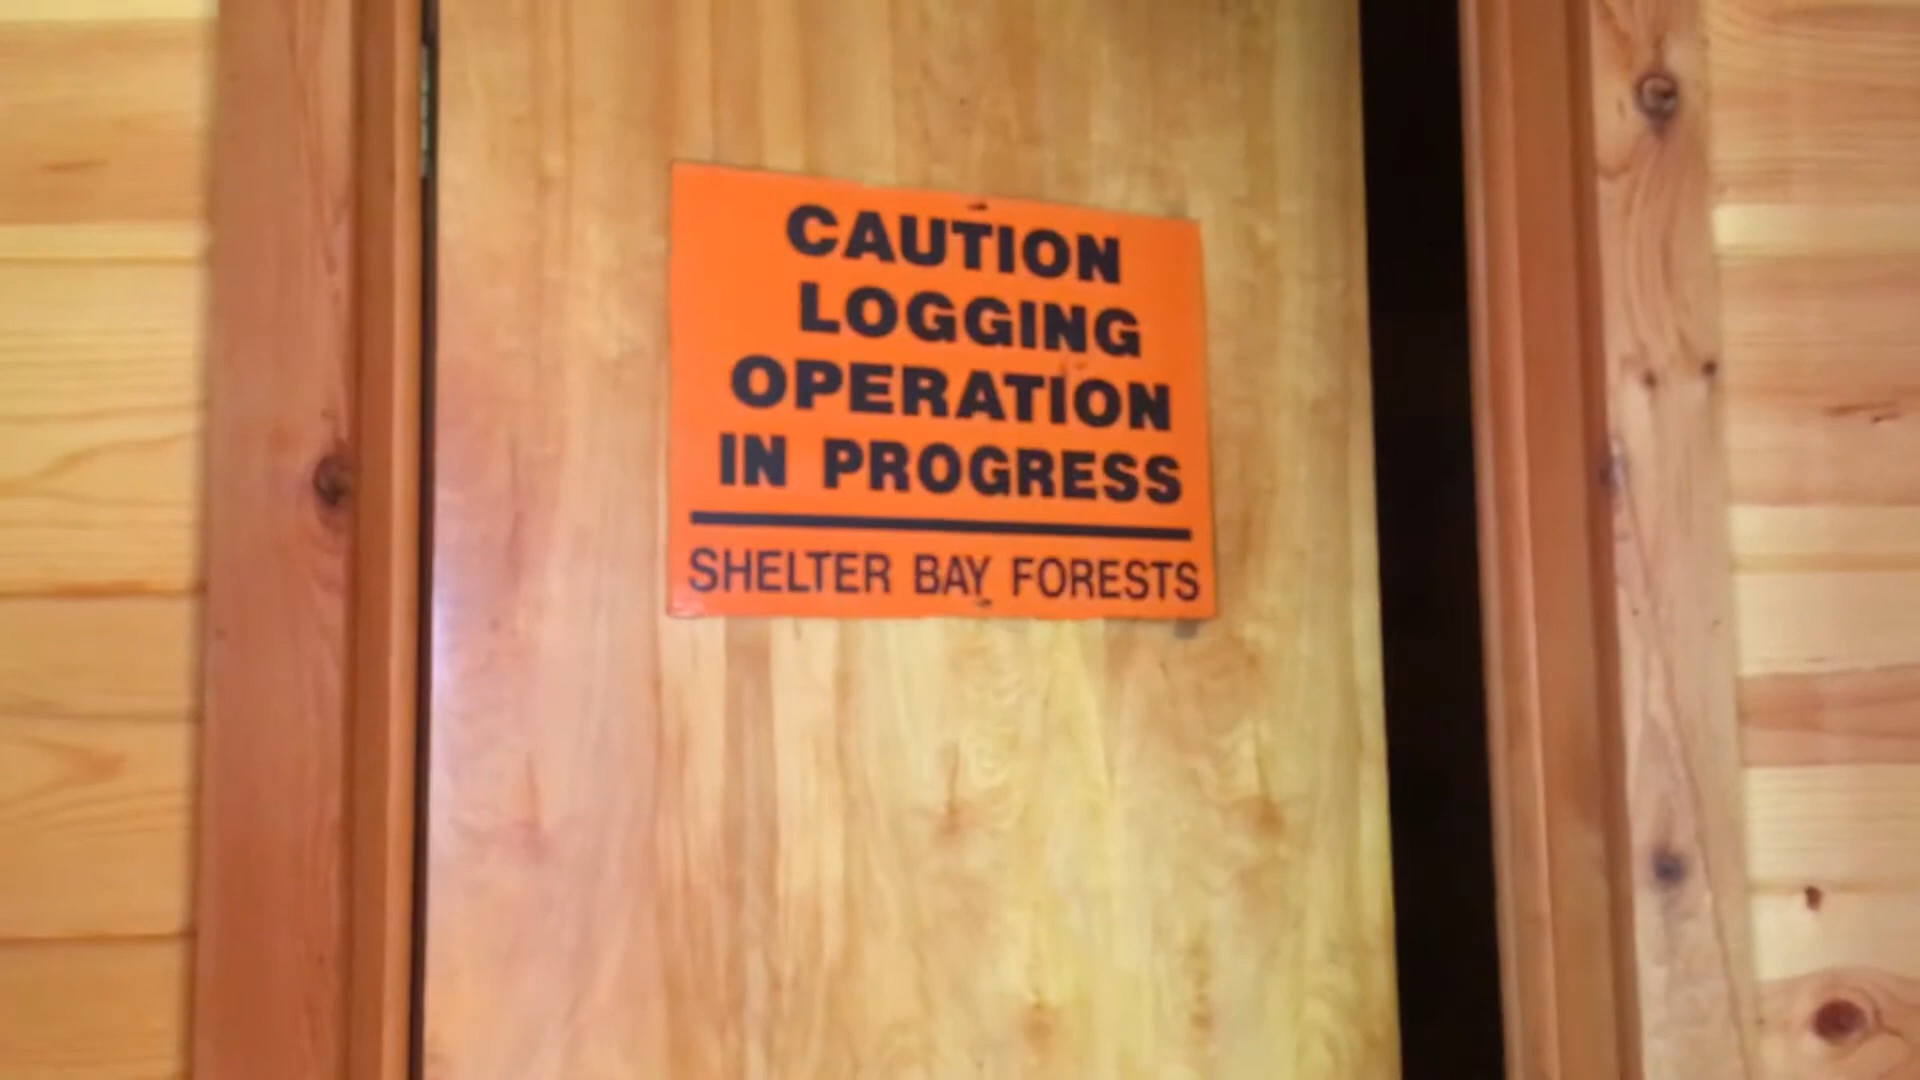 CAUTION
LOGGING
OPERATION
IN PROGRESS
SHELTER BAY FORESTS